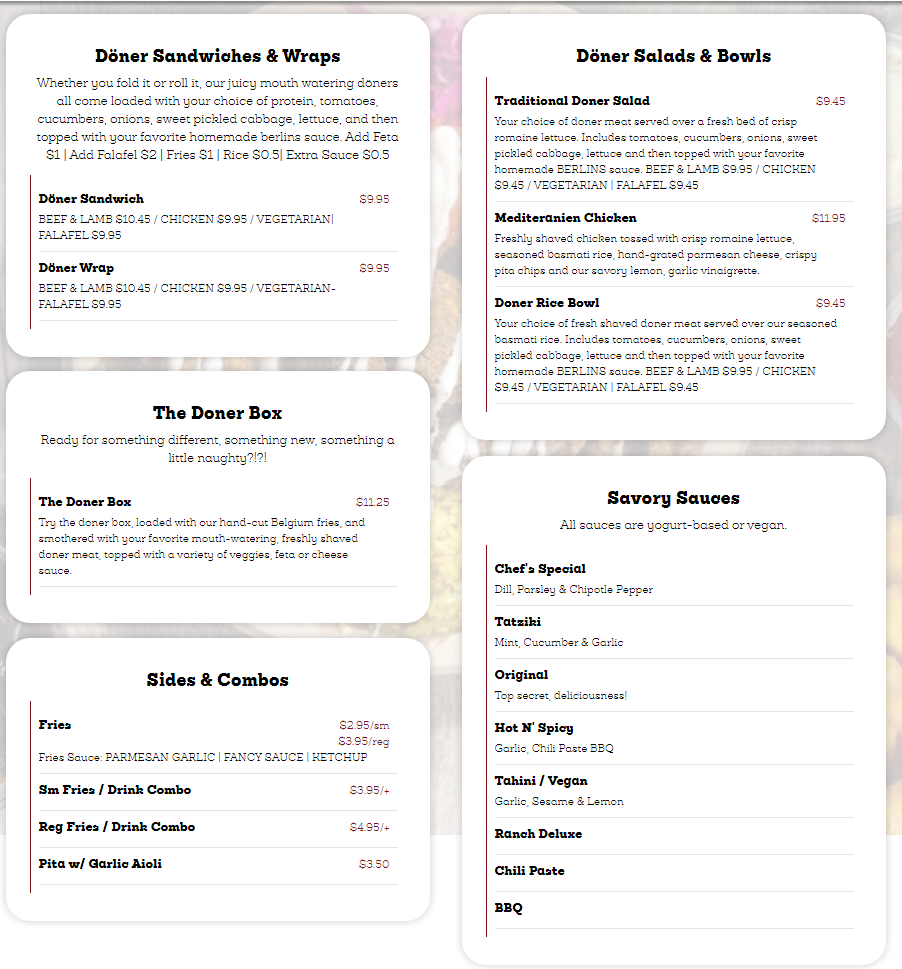 Döner Sandwiches & Wraps
Whether you fold it or roll it, our juicy mouth watering döners
all come loaded with your choice of protein, tomatoes,
cucumbers, onions, sweet pickled cabbage, lettuce, and then
topped with your favorite homemade berlins sauce. Add Feta
$1 | Add Falafel $2 | Fries $1 | Rice $0.5| Extra Sauce $0.5
Döner Sandwich $9.95
BEEF & LAMB $10.45 / CHICKEN $9.95 / VEGETARIAN|
FALAFEL $9.95
Döner Wrap $9.95
BEEF & LAMB $10.45 / CHICKEN $9.95 / VEGETARIAN-
FALAFEL $9.95
The Doner Box
Ready for something different, something new, something a
little naughty?!?!
The Doner Box $11.25
Try the doner box, loaded with our hand-cut Belgium fries, and
smothered with your favorite mouth-watering, freshly shaved
doner meat, topped with a variety of veggies, feta or cheese
sauce.
Sides & Combos
Fries $2.95/sm
$3.95/reg
Fries Sauce: PARMESAN GARLIC | FANCY SAUCE | KETCHUP
Sm Fries / Drink Combo $3.95/+
Reg Fries / Drink Combo $4.95/+
Pita w/ Garlic Aioli $3.50
Döner Salads & Bowls
Traditional Doner Salad $9.45
Your choice of doner meat served over a fresh bed of crisp
romaine lettuce. Includes tomatoes, cucumbers, onions, sweet
pickled cabbage, lettuce and then topped with your favorite
homemade BERLINS sauce. BEEF & LAMB $9.95 / CHICKEN
$9.45 / VEGETARIAN | FALAFEL $9.45
Mediteranien Chicken $11.95
Freshly shaved chicken tossed with crisp romaine lettuce,
seasoned basmati rice, hand-grated parmesan cheese, crispy
pita chips and our savory lemon, garlic vinaigrette.
Doner Rice Bowl $9.45
Your choice of fresh shaved doner meat served over our seasoned
basmati rice. Includes tomatoes, cucumbers, onions, sweet
pickled cabbage, lettuce and then topped with your favorite
homemade BERLINS sauce. BEEF & LAMB $9.95 / CHICKEN
$9.45 / VEGETARIAN | FALAFEL $9.45
Savory Sauces
All sauces are yogurt-based or vegan.
Chef's Special
Dill, Parsley & Chipotle Pepper
Tatziki
Mint, Cucumber & Garlic
Original
Top secret, deliciousness!
Hot N' Spicy
Garlic, Chili Paste BBQ
Tahini / Vegan
Garlic, Sesame & Lemon
Ranch Deluxe
Chili Paste
BBQ